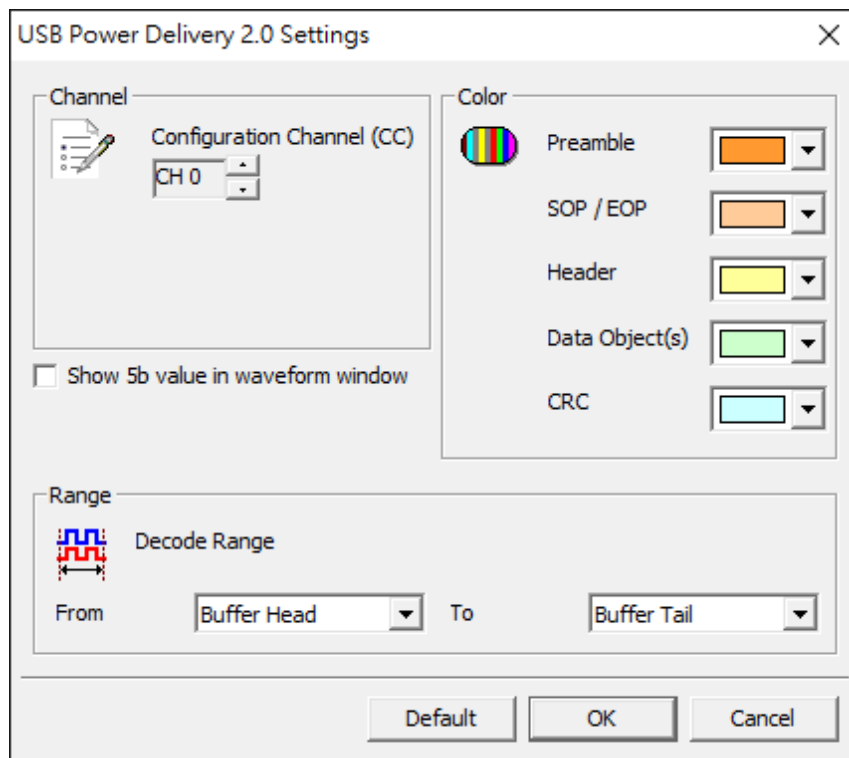 USB Power Delivery 2.0 Settings
Channel
Configuration Channel (CC)
CH 0
Show 5b value in waveform window
Color
Preamble
SOP / EOP
Header
Data Object(s)
CRC
Range
Decode Range
From Buffer Head To Buffer Tail
Default OK Cancel